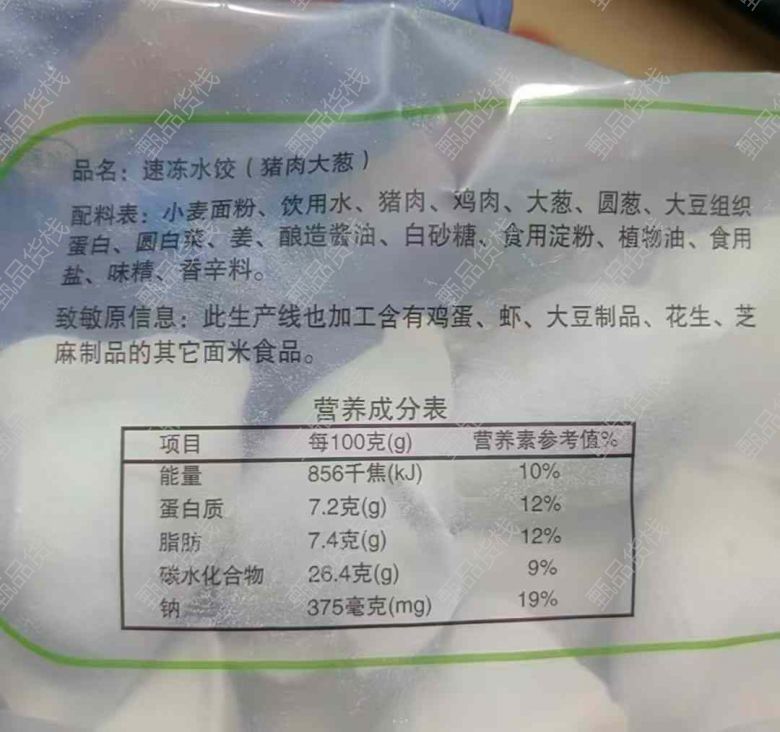 品名：速冻水饺（猪肉大葱）
配料表：小麦面粉、饮用水、猪肉、鸡肉、大葱、圆葱、大豆组织
蛋白、圆白菜、姜、酿造酱油、白砂糖、食用淀粉、植物油、食用
盐、味精、香辛料。
致敏原信息：此生产线也加工含有鸡蛋、虾、大豆制品、花生、芝
麻制品的其它面米食品。
营养成分表
项目 每100克(g) 营养素参考值%
能量 856千焦(kJ) 10%
蛋白质 7.2克(g) 12%
脂肪 7.4克(g) 12%
碳水化合物 26.4克(g) 9%
钠 375毫克(mg) 19%
甄品货栈